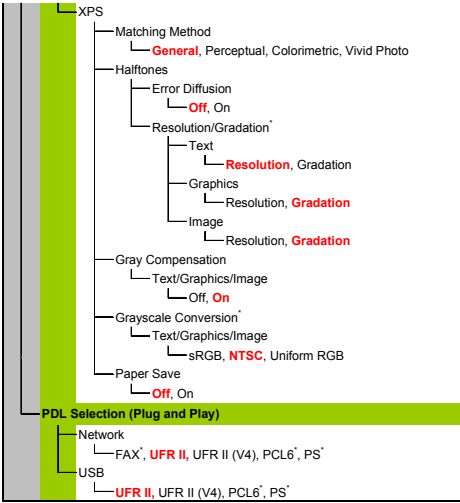 XPS
Matching Method
General, Perceptual, Colorimetric, Vivid Photo
Halftones
Error Diffusion
Off, On
Resolution/Gradation*
Text
Resolution, Gradation
Graphics
Resolution, Gradation
Image
Resolution, Gradation
Gray Compensation
Text/Graphics/Image
Off, On
Grayscale Conversion*
Text/Graphics/Image
sRGB, NTSC, Uniform RGB
Paper Save
Off, On
PDL Selection (Plug and Play)
Network
FAX*, UFR II, UFR II (V4), PCL6*, PS*
USB
UFR II, UFR II (V4), PCL6*, PS*